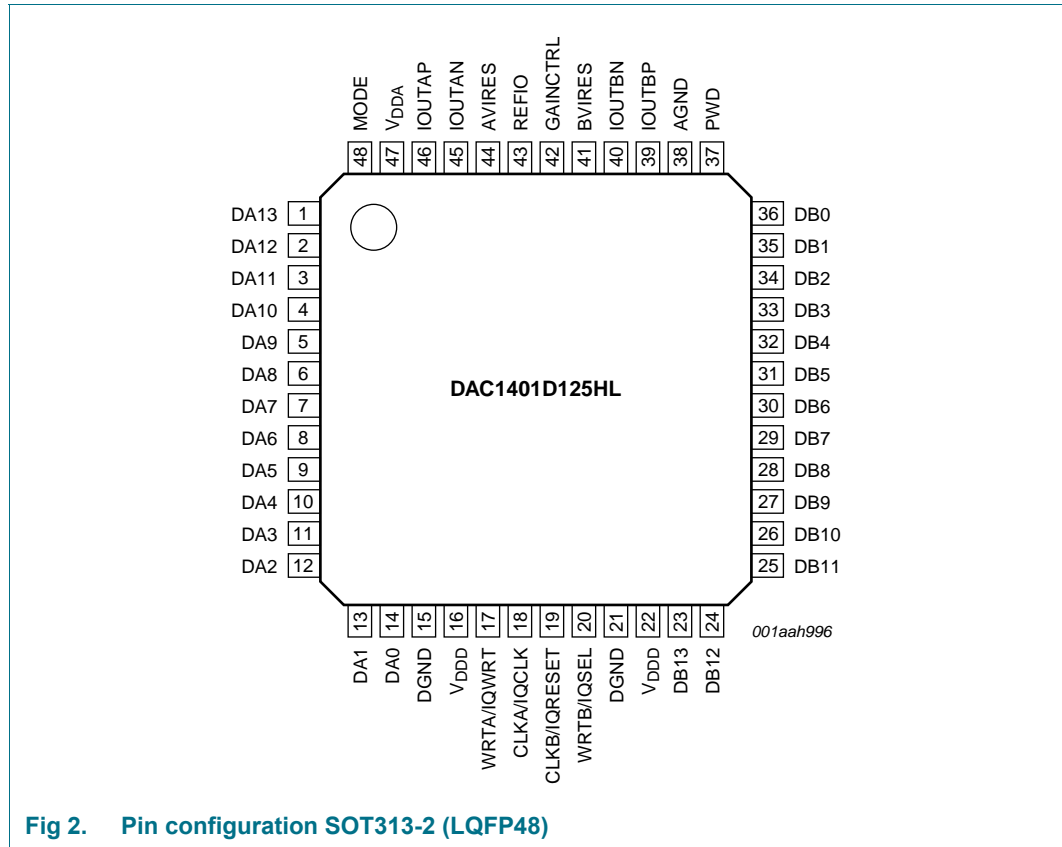 MODE
VDDA
IOUTAP
IOUTAN
AVIRES
REFIO
GAINCTRL
BVIRES
IOUTBN
IOUTBP
AGND
PWD
48 47 46 45 44 43 42 41 40 39 38 37
DA13 1 36 DB0
DA12 2 35 DB1
DA11 3 34 DB2
DA10 4 33 DB3
DA9 5 32 DB4
DA8 6 31 DB5
DAC1401D125HL
DA7 7 30 DB6
DA6 8 29 DB7
DA5 9 28 DB8
DA4 10 27 DB9
DA3 11 26 DB10
DA2 12 25 DB11
13 14 15 16 17 18 19 20 21 22 23 24
001aah996
DA1
DA0
DGND
VDDD
WRTA/IQWRT
CLKA/IQCLK
CLKB/IQRESET
WRTB/IQSEL
DGND
VDDD
DB13
DB12
Fig 2. Pin configuration SOT313-2 (LQFP48)